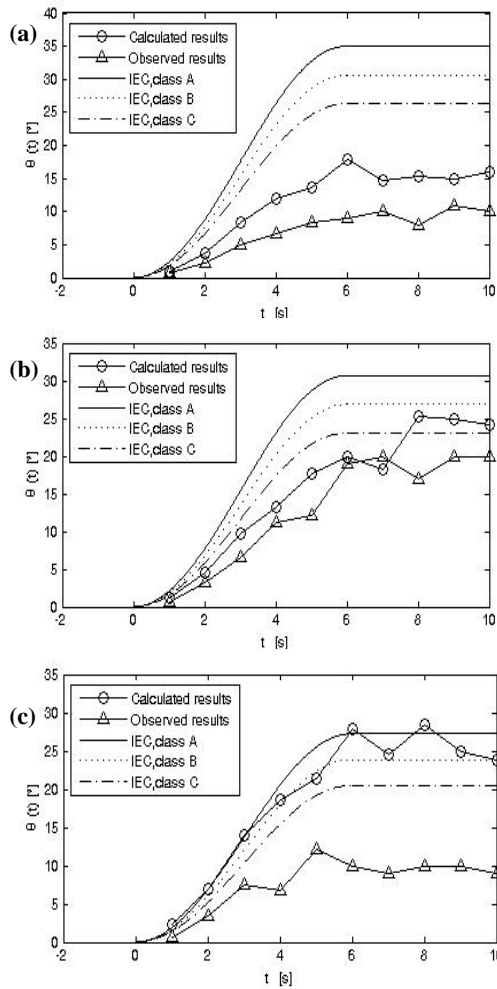 (a)
40
35
30
25
20
15
10
5
0
θ (t) [°]
Calculated results
Observed results
IEC,class A
IEC,class B
IEC,class C
-2 0 2 4 6 8 10
t [s]
(b)
35
30
25
20
15
10
5
0
θ (t) [°]
Calculated results
Observed results
IEC,class A
IEC,class B
IEC,class C
-2 0 2 4 6 8 10
t [s]
(c)
35
30
25
20
15
10
5
0
θ (t) [°]
Calculated results
Observed results
IEC,class A
IEC,class B
IEC,class C
-2 0 2 4 6 8 10
t [s]